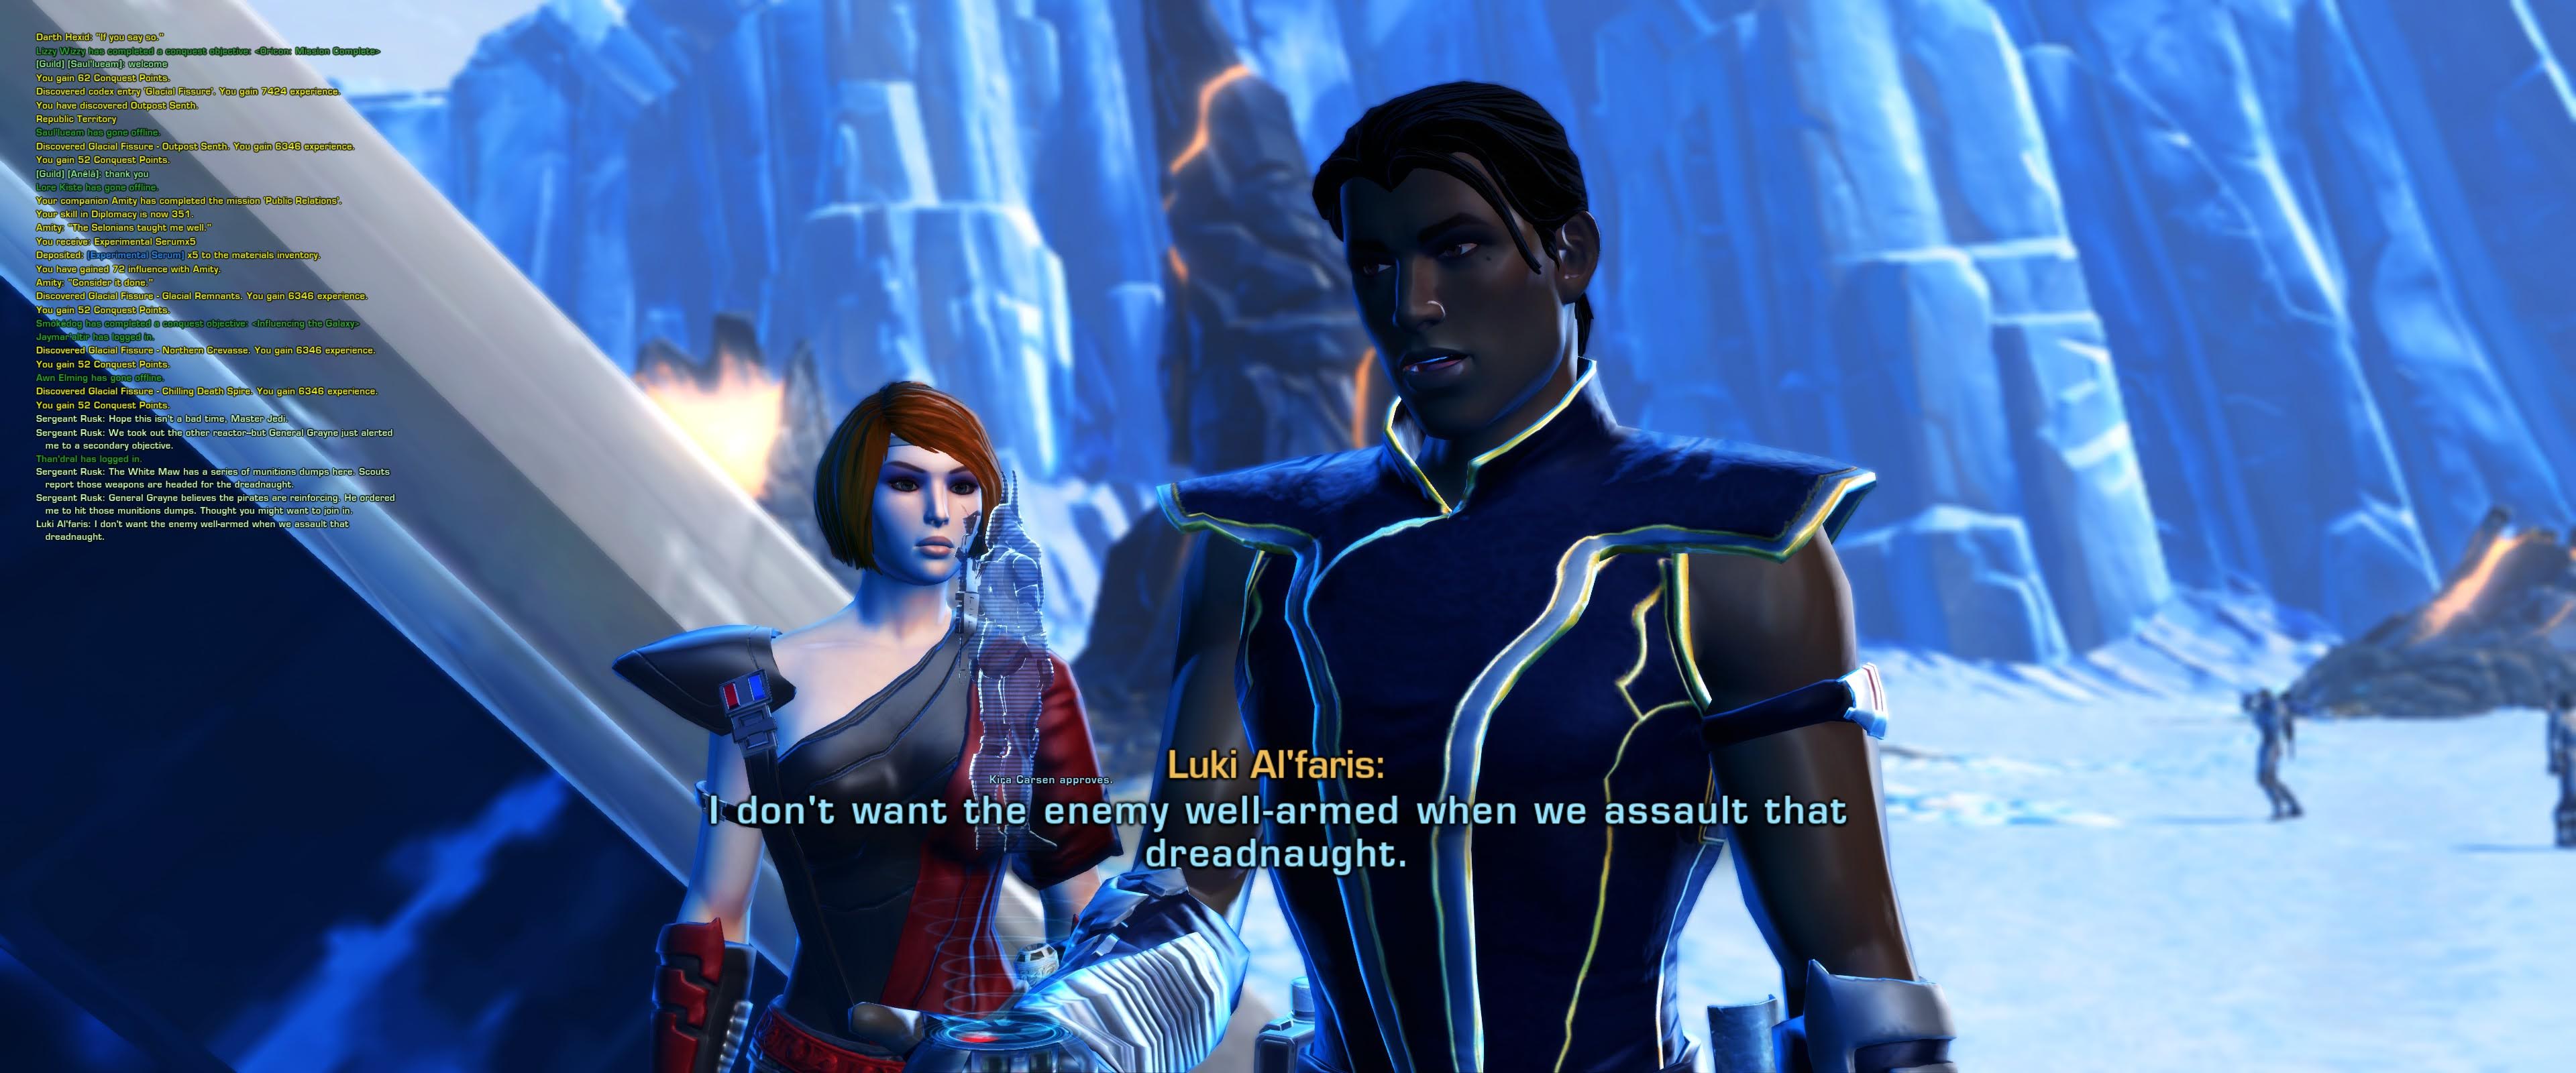 Darth Hexid: "If you say so."
Lizzy Wizzy has completed a conquest objective: <Oricon: Mission Complete>
[Guild] [Saul'lueam]: welcome
You gain 62 Conquest Points.
Discovered codex entry 'Glacial Fissure'. You gain 7424 experience.
You have discovered Outpost Senth.
Republic Territory
Saul'lueam has gone offline.
Discovered Glacial Fissure - Outpost Senth. You gain 6346 experience.
You gain 52 Conquest Points.
[Guild] [Anêlà]: thank you
Lore Kiste has gone offline.
Your companion Amity has completed the mission 'Public Relations'.
Your skill in Diplomacy is now 351.
Amity: "The Selonians taught me well."
You receive: Experimental Serumx5
Deposited: [Experimental Serum] x5 to the materials inventory.
You have gained 72 influence with Amity.
Amity: "Consider it done."
Discovered Glacial Fissure - Glacial Remnants. You gain 6346 experience.
You gain 52 Conquest Points.
Smokèdog has completed a conquest objective: <Influencing the Galaxy>
has logged in.
Discovered Glacial Fissure - Northern Crevasse. You gain 6346 experience.
You gain 52 Conquest Points.
Awn Elming has gone offline.
Discovered Glacial Fissure - Chilling Death Spire. You gain 6346 experience.
You gain 52 Conquest Points.
Sergeant Rusk: Hope this isn't a bad time, Master Jedi.
Sergeant Rusk: We took out the other reactor–but General Grayne just alerted
me to a secondary objective.
Than'dral has logged in.
Sergeant Rusk: The White Maw has a series of munitions dumps here. Scouts
report those weapons are headed for the dreadnaught.
Sergeant Rusk: General Grayne believes the pirates are reinforcing. He ordered
me to hit those munitions dumps. Thought you might want to join in.
Luki Al'faris: I don't want the enemy well-armed when we assault that
dreadnaught.
Luki Al'faris:
Kira Carsen approves.
I don't want the enemy well-armed when we assault that
dreadnaught.